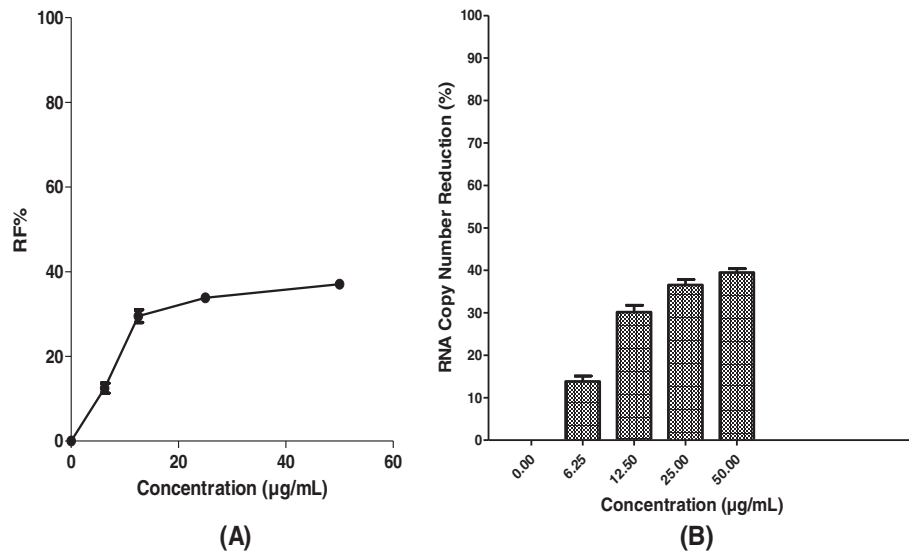 100
80
60
40
20
0
RF%
0 20 40 60
Concentration (µg/mL)
(A)
100
90
80
70
60
50
40
30
20
10
0
RNA Copy Number Reduction (%)
0.00 6.25 12.50 25.00 50.00
Concentration (µg/mL)
(B)